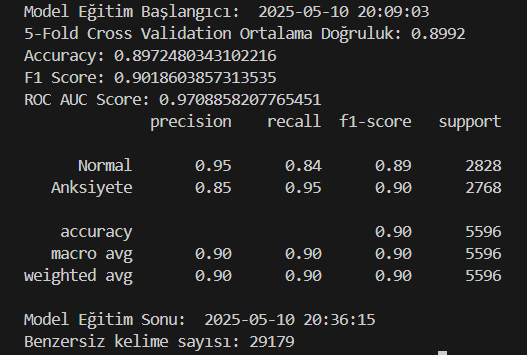 Model Eğitim Başlangıcı:  2025-05-10 20:09:03
5-Fold Cross Validation Ortalama Doğruluk: 0.8992
Accuracy: 0.8972480343102216
F1 Score: 0.9018603857313535
ROC AUC Score: 0.9708858207765451
precision recall f1-score support
Normal 0.95 0.84 0.89 2828
Anksiyete 0.85 0.95 0.90 2768
accuracy 0.90 5596
macro avg 0.90 0.90 0.90 5596
weighted avg 0.90 0.90 0.90 5596
Model Eğitim Sonu:  2025-05-10 20:36:15
Benzersiz kelime sayısı: 29179